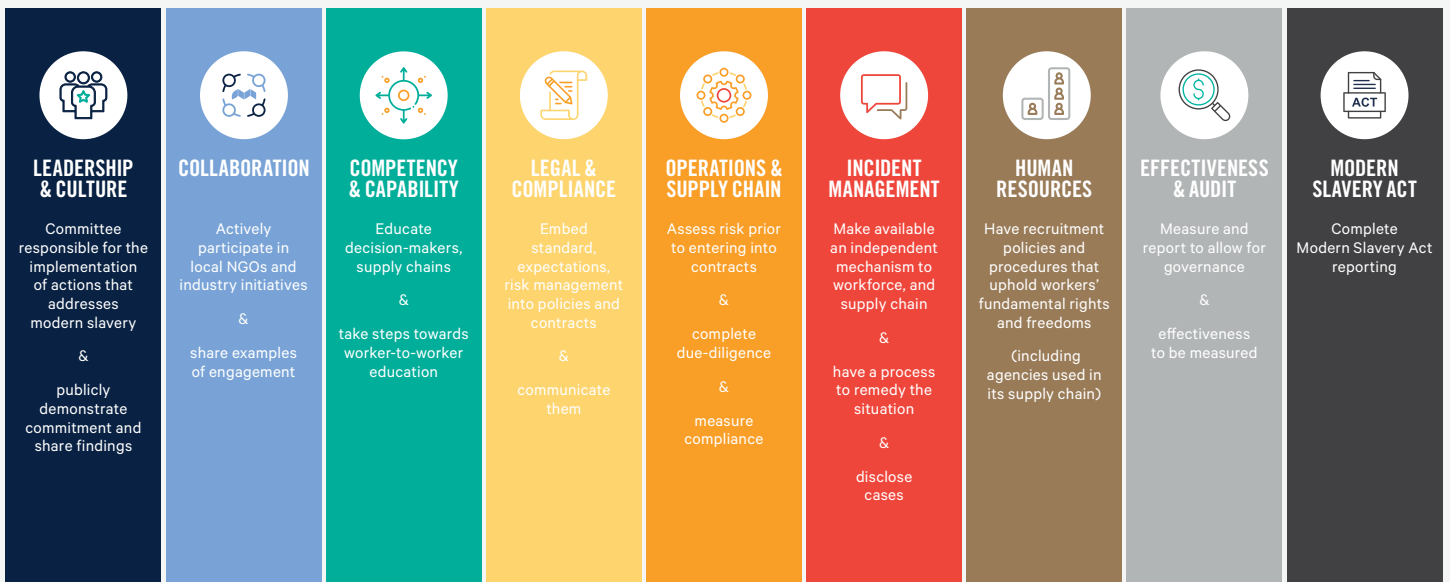 LEADERSHIP
& CULTURE
Committee
responsible for the
implementation
of actions that
addresses
modern slavery
&
publicly
demonstrate
commitment and
share findings
COLLABORATION
Actively
participate in
local NGOs and
industry initiatives
&
share examples
of engagement
COMPETENCY
& CAPABILITY
Educate
decision-makers,
supply chains
&
take steps towards
worker-to-worker
education
LEGAL &
COMPLIANCE
Embed
standard,
expectations,
risk management
into policies and
contracts
&
communicate
them
OPERATIONS &
SUPPLY CHAIN
Assess risk prior
to entering into
contracts
&
complete
due-diligence
&
measure
compliance
INCIDENT
MANAGEMENT
Make available
an independent
mechanism to
workforce, and
supply chain
&
have a process
to remedy the
situation
&
disclose
cases
HUMAN
RESOURCES
Have recruitment
policies and
procedures that
uphold workers’
fundamental rights
and freedoms
(including
agencies used in
its supply chain)
$
EFFECTIVENESS
& AUDIT
Measure and
report to allow for
governance
&
effectiveness
to be measured
ACT
MODERN
SLAVERY ACT
Complete
Modern Slavery Act
reporting